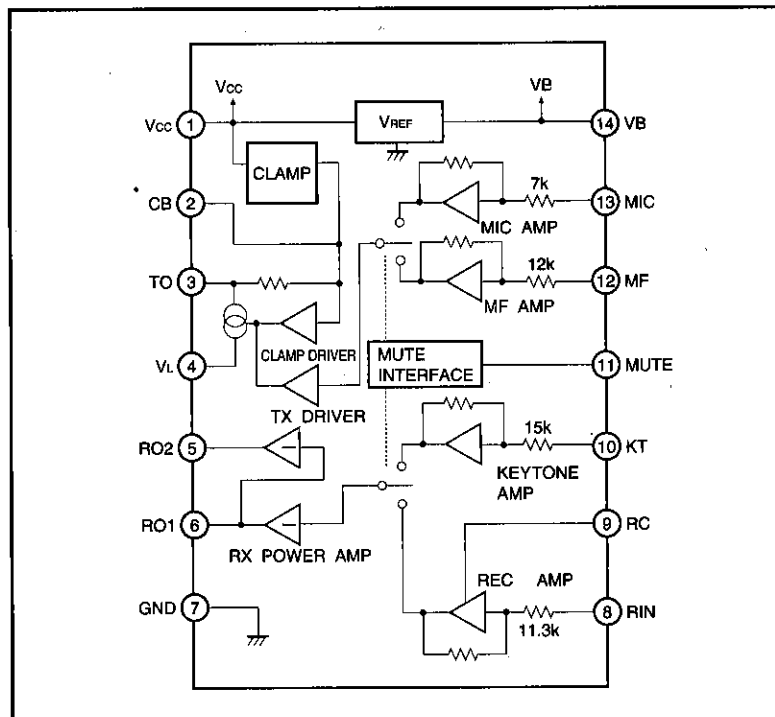 Vcc VB
Vcc 1 VREF 14 VB
CLAMP
7k
CB 2 13 MIC
MIC AMP
12k
TO 3 12 MF
MF AMP
CLAMP DRIVER
VL 4 MUTE INTERFACE 11 MUTE
TX DRIVER
15k
RO2 5 10 KT
KEYTONE AMP
RO1 6 9 RC
RX POWER AMP
REC AMP
GND 7 8 RIN
11.3k